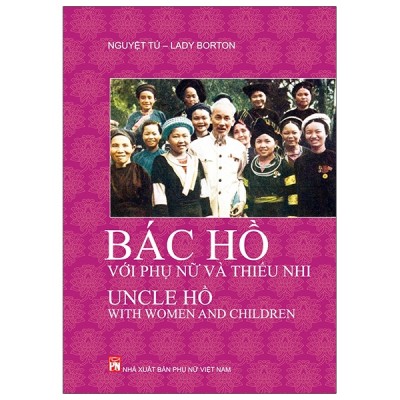 NGUYỆT TÚ – LADY BORTON
BÁC HỒ
VỚI PHỤ NỮ VÀ THIẾU NHI
UNCLE HỒ
WITH WOMEN AND CHILDREN
PN
NHÀ XUẤT BẢN PHỤ NỮ VIỆT NAM